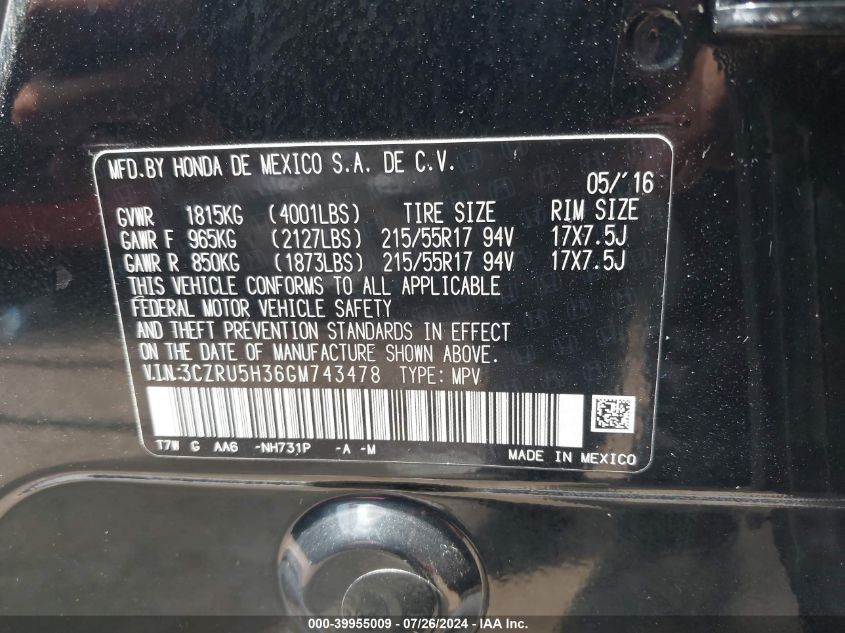 MFD.BY HONDA DE MEXICO S.A. DE C.V.
05/'16
GVWR 1815KG (4001LBS) TIRE SIZE RIM SIZE
GAWR F 965KG (2127LBS) 215/55R17 94V 17X7.5J
GAWR R 850KG (1873LBS) 215/55R17 94V 17X7.5J
THIS VEHICLE CONFORMS TO ALL APPLICABLE
FEDERAL MOTOR VEHICLE SAFETY
AND THEFT PREVENTION STANDARDS IN EFFECT
ON THE DATE OF MANUFACTURE SHOWN ABOVE.
V.I.N:3CZRU5H36GM743478 TYPE: MPV
T7W G AA6 -NH731P -A -M
MADE IN MEXICO
000-39955009 - 07/26/2024 - IAA Inc.